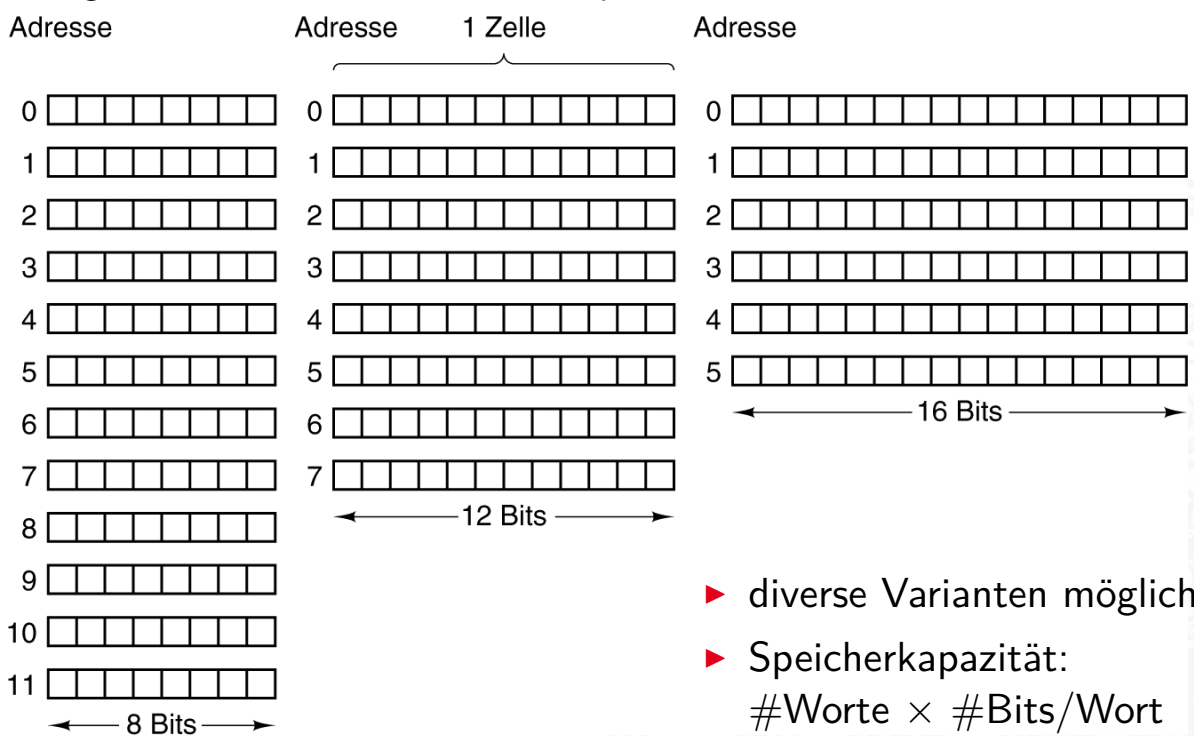 Adresse
0
1
2
3
4
5
6
7
8
9
10
11
8 Bits
Adresse 1 Zelle
0
1
2
3
4
5
6
7
12 Bits
Adresse
0
1
2
3
4
5
16 Bits
► diverse Varianten möglich
► Speicherkapazität:
#Worte × #Bits/Wort